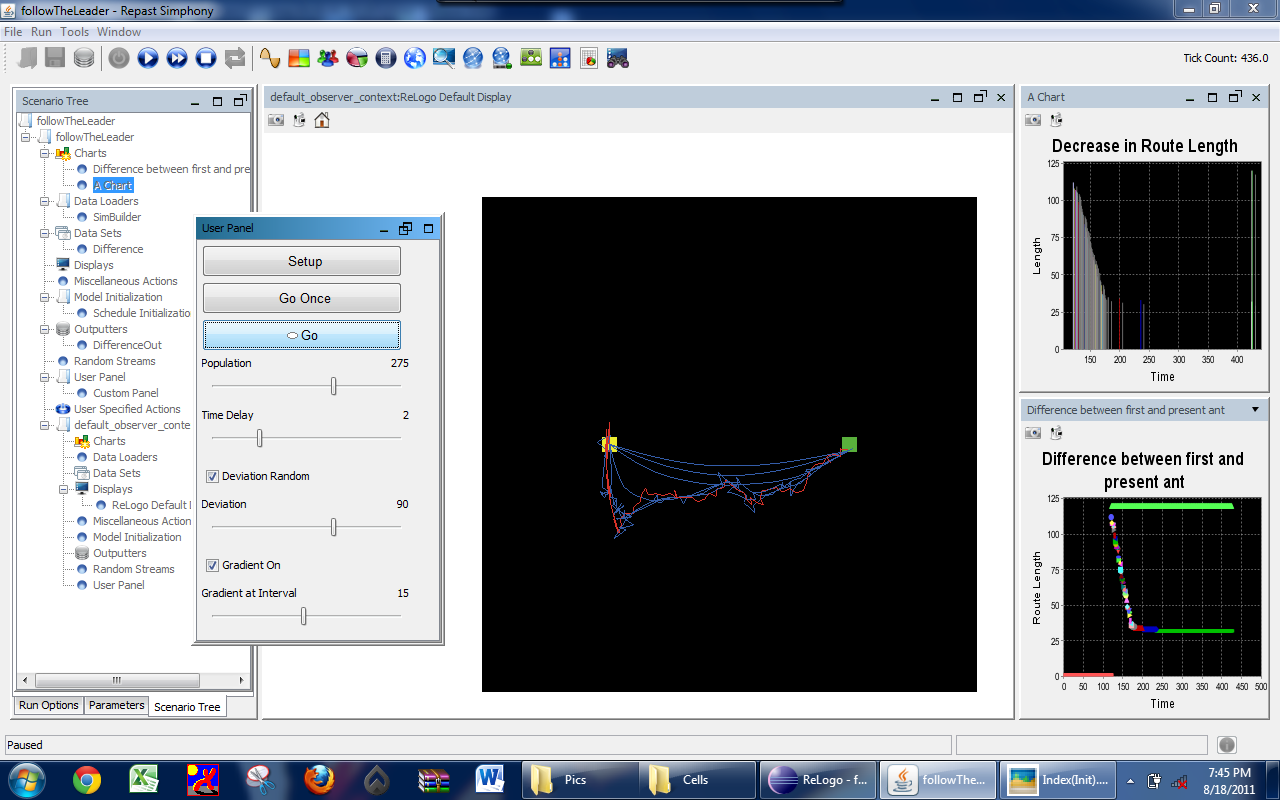 followTheLeader - Repast Simphony
File Run Tools Window
Tick Count: 436.0
Scenario Tree
followTheLeader
followTheLeader
Charts
Difference between first and pre
A Chart
Data Loaders
SimBuilder
Data Sets
Difference
Displays
Miscellaneous Actions
Model Initialization
Schedule Initializatio
Outputters
DifferenceOut
Random Streams
User Panel
Custom Panel
User Specified Actions
default_observer_conte
Charts
Data Loaders
Data Sets
Displays
ReLogo Default
Miscellaneous Action
Model Initialization
Outputters
Random Streams
User Panel
Run Options Parameters Scenario Tree
User Panel
Setup
Go Once
Go
Population 275
Time Delay 2
Deviation Random
Deviation 90
Gradient On
Gradient at Interval 15
default_observer_context:ReLogo Default Display
A Chart
Decrease in Route Length
Length
125
100
75
50
25
0
150 200 250 300 350 400
Time
Difference between first and present ant
Difference between first and
present ant
Route Length
125
100
75
50
25
0
0 50 100 150 200 250 300 350 400 450 500
Time
Paused
Pics
Cells
ReLogo - f...
followThe...
Index(Init)....
7:45 PM
8/18/2011